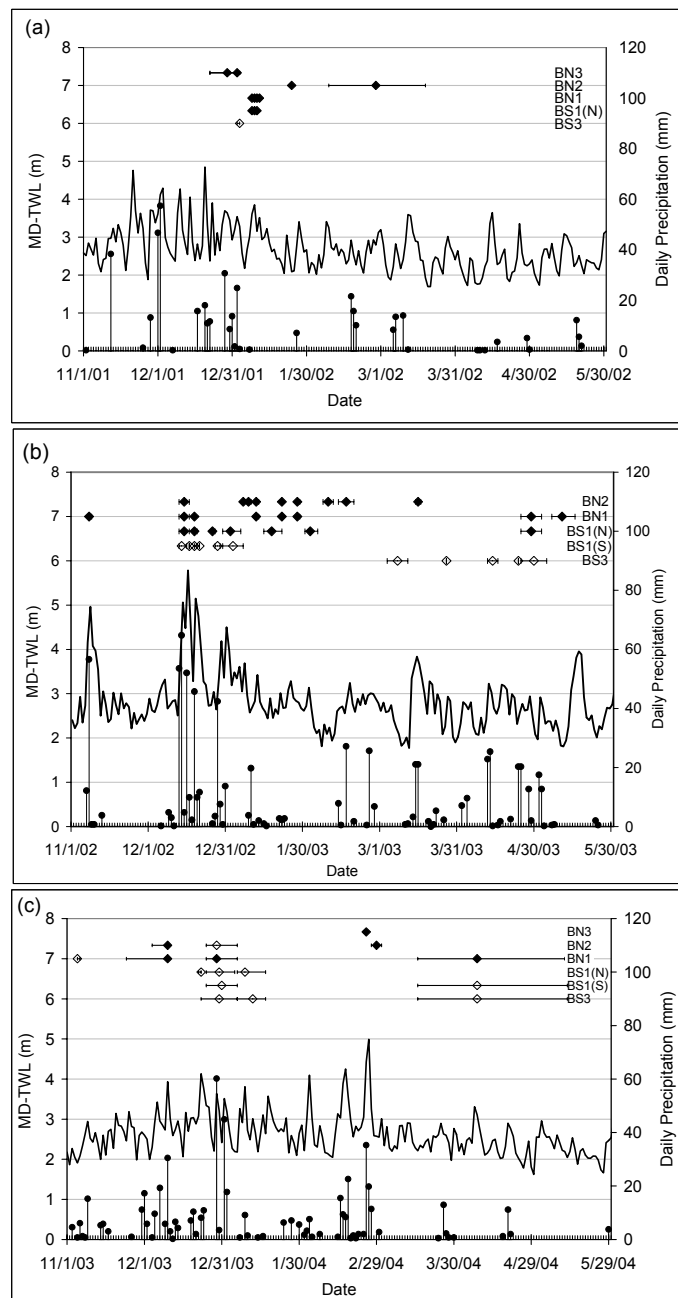 (a)
8
7
6
5
4
3
2
1
0
MD-TWL (m)
120
100
80
60
40
20
0
Daily Precipitation (mm)
BN3
BN2
BN1
BS1(N)
BS3
11/1/01 12/1/01 12/31/01 1/30/02 3/1/02 3/31/02 4/30/02 5/30/02
Date
(b)
8
7
6
5
4
3
2
1
0
MD-TWL (m)
120
100
80
60
40
20
0
Daily Precipitation (mm)
BN2
BN1
BS1(N)
BS1(S)
BS3
11/1/02 12/1/02 12/31/02 1/30/03 3/1/03 3/31/03 4/30/03 5/30/03
Date
(c)
8
7
6
5
4
3
2
1
0
MD-TWL (m)
120
100
80
60
40
20
0
Daily Precipitation (mm)
BN3
BN2
BN1
BS1(N)
BS1(S)
BS3
11/1/03 12/1/03 12/31/03 1/30/04 2/29/04 3/30/04 4/29/04 5/29/04
Date